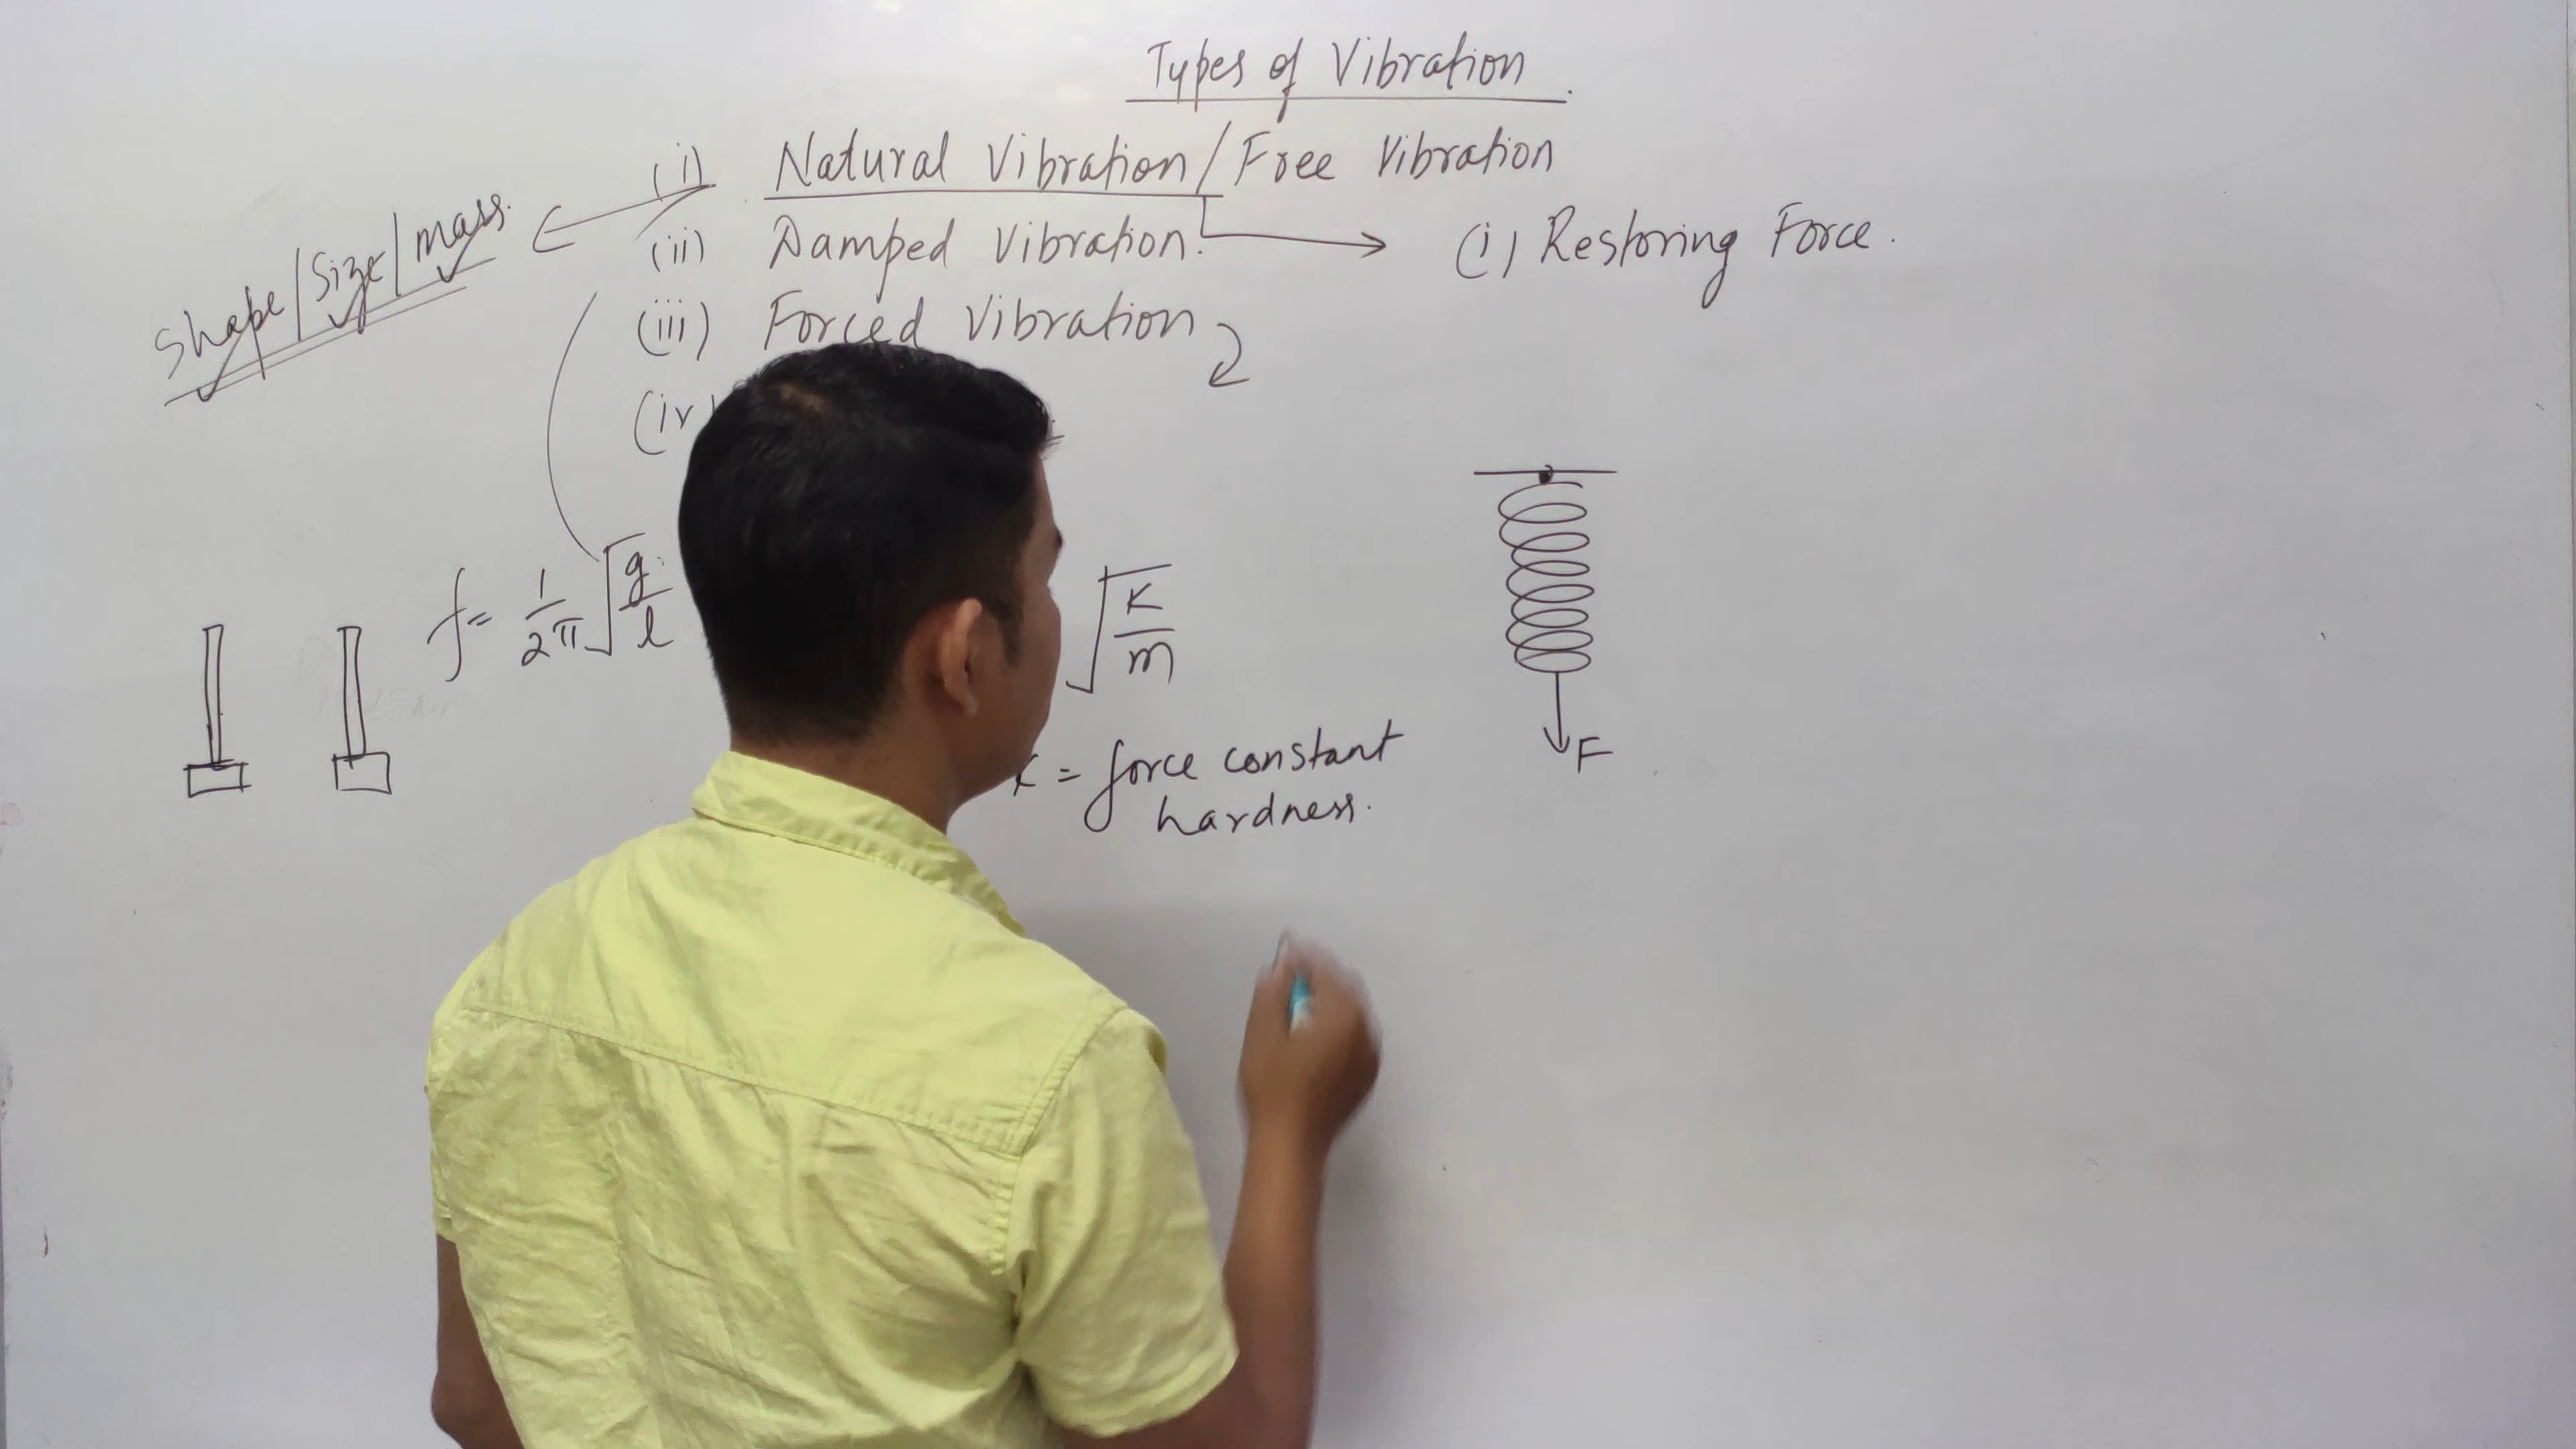 Types of Vibration
(i) Natural Vibration/Free Vibration
Shape/Size/mass
(ii) Damped Vibration.
(i) Restoring Force.
(iii) Forced Vibration
(iv)
f = 1/2π √g/l
√K/m
K = force constant
hardness.
F